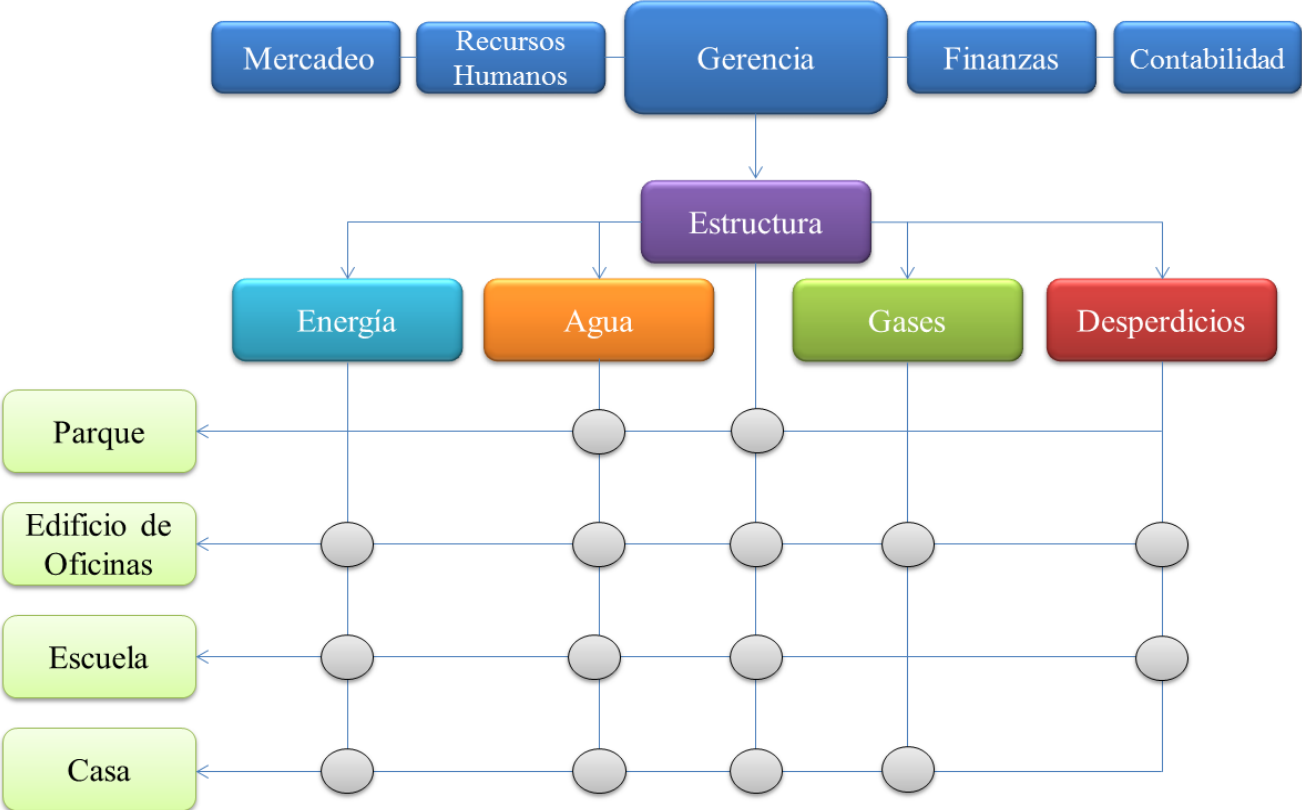 Mercadeo
Recursos
Humanos
Gerencia
Finanzas
Contabilidad
Estructura
Energía
Agua
Gases
Desperdicios
Parque
Edificio de
Oficinas
Escuela
Casa